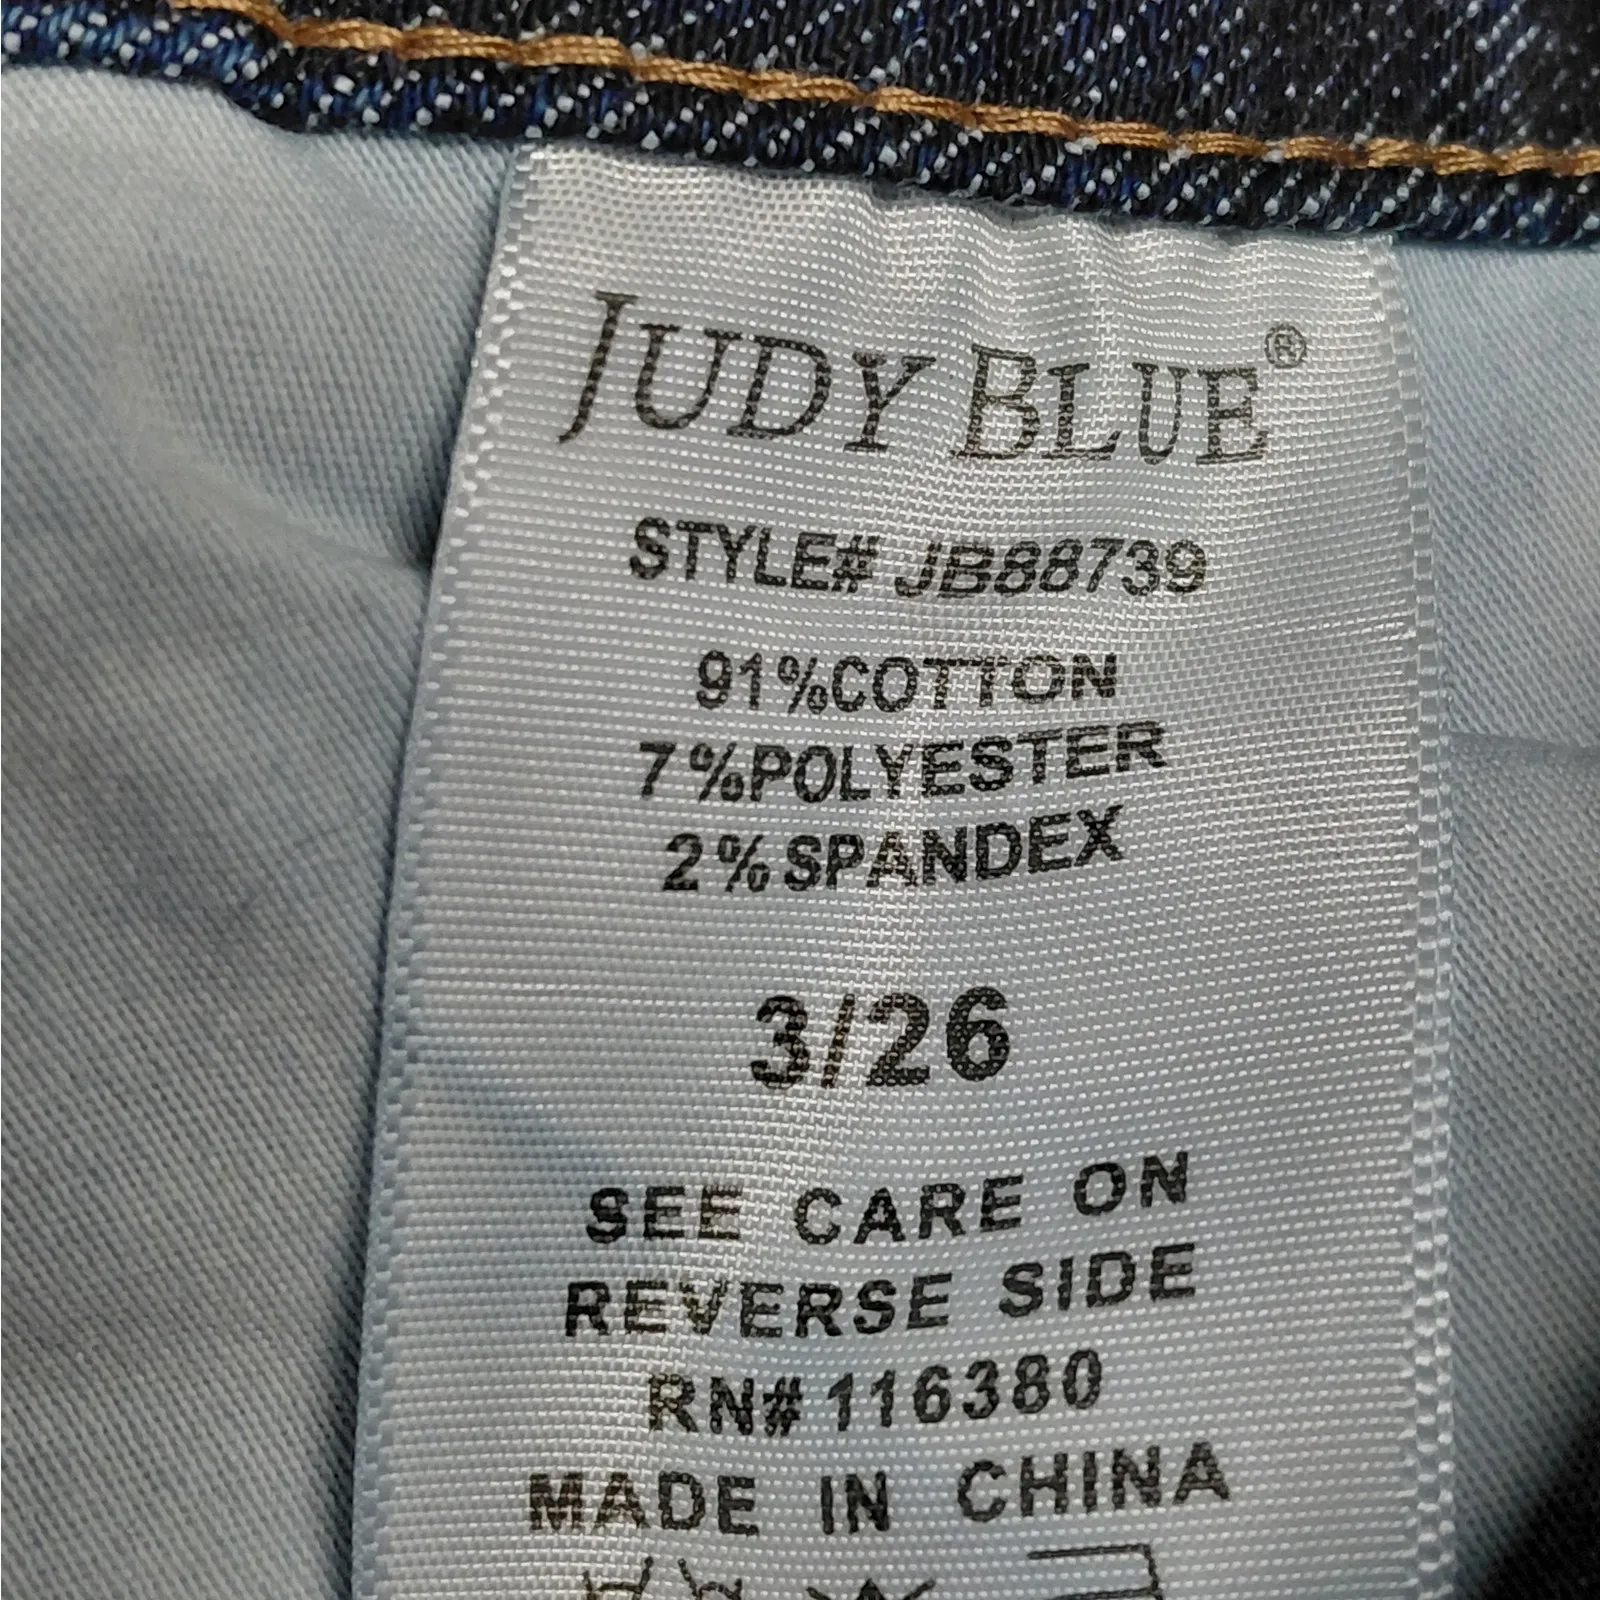 JUDY BLUE®
STYLE# JB88739
91%COTTON
7%POLYESTER
2%SPANDEX
3/26
SEE CARE ON
REVERSE SIDE
RN#116380
MADE IN CHINA